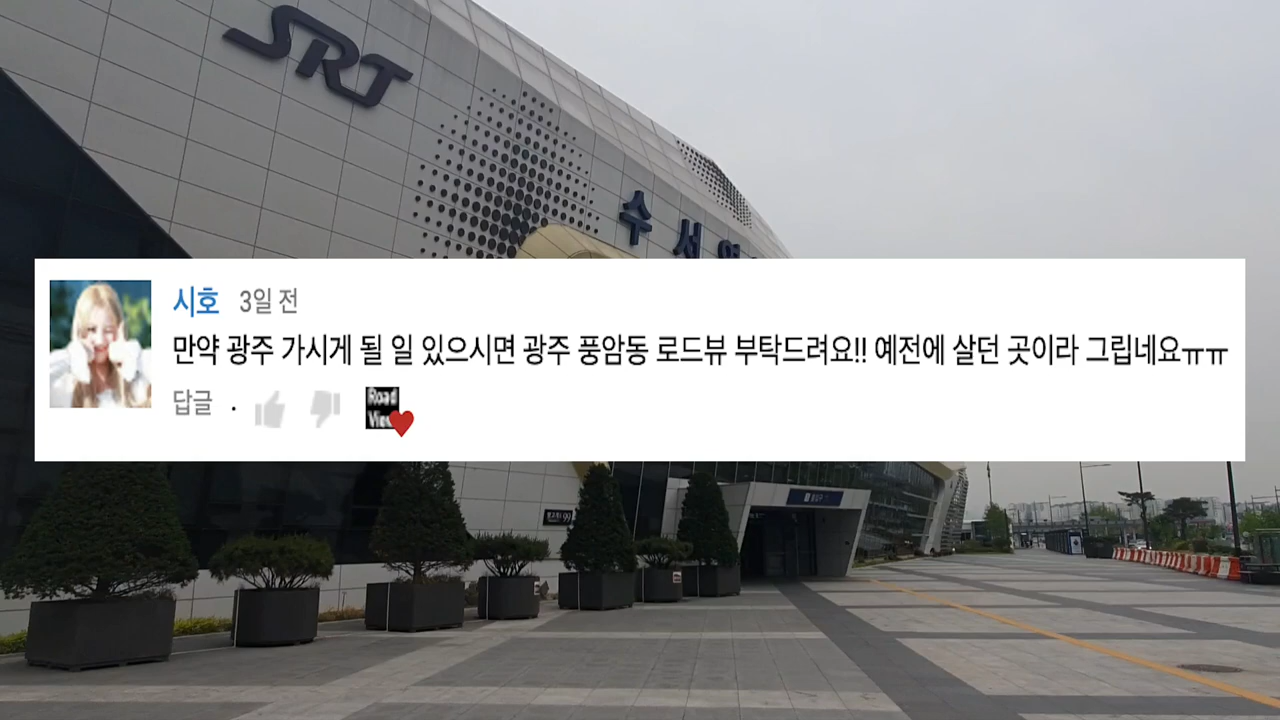 SRT
수서역
시호 3일 전
만약 광주 가시게 될 일 있으시면 광주 풍암동 로드뷰 부탁드려요!! 예전에 살던 곳이라 그립네요ㅠㅠ
답글 ·
Road
View